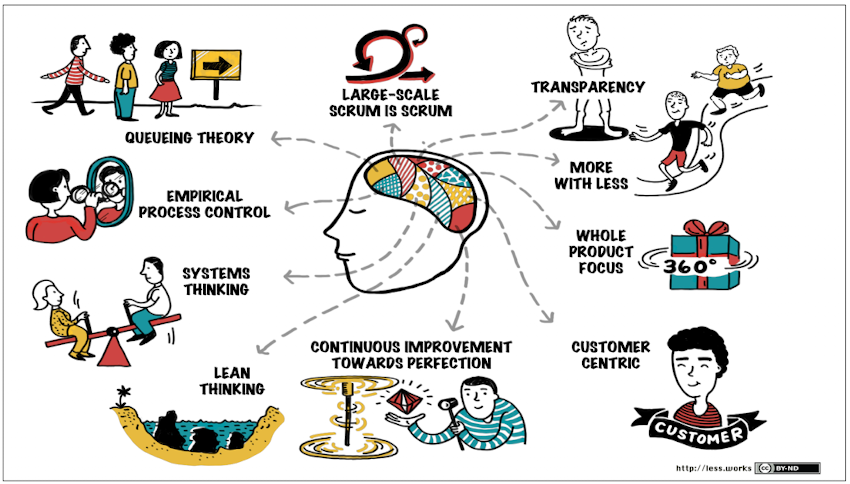 LARGE-SCALE
SCRUM IS SCRUM
TRANSPARENCY
QUEUEING THEORY
MORE
WITH LESS
EMPIRICAL
PROCESS CONTROL
WHOLE
PRODUCT
FOCUS
360°
SYSTEMS
THINKING
CONTINUOUS IMPROVEMENT
TOWARDS PERFECTION
CUSTOMER
CENTRIC
LEAN
THINKING
CUSTOMER
http://less.works
cc BY-ND